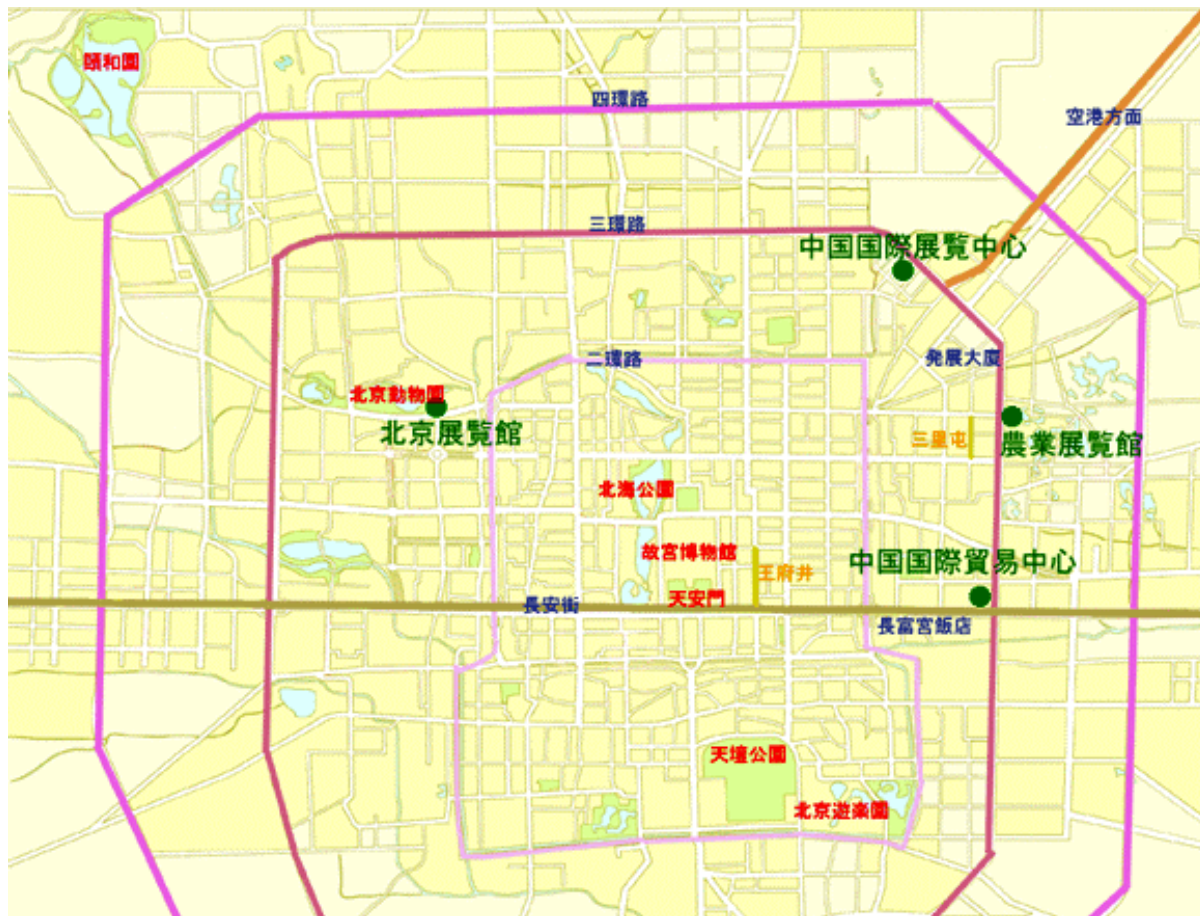 頤和園
四環路
空港方面
三環路
中国国際展覧中心
二環路
発展大厦
北京動物園
北京展覧館
三里屯
農業展覧館
北海公園
故宮博物館
中国国際貿易中心
王府井
天安門
長安街
長富宮飯店
天壇公園
北京遊楽園